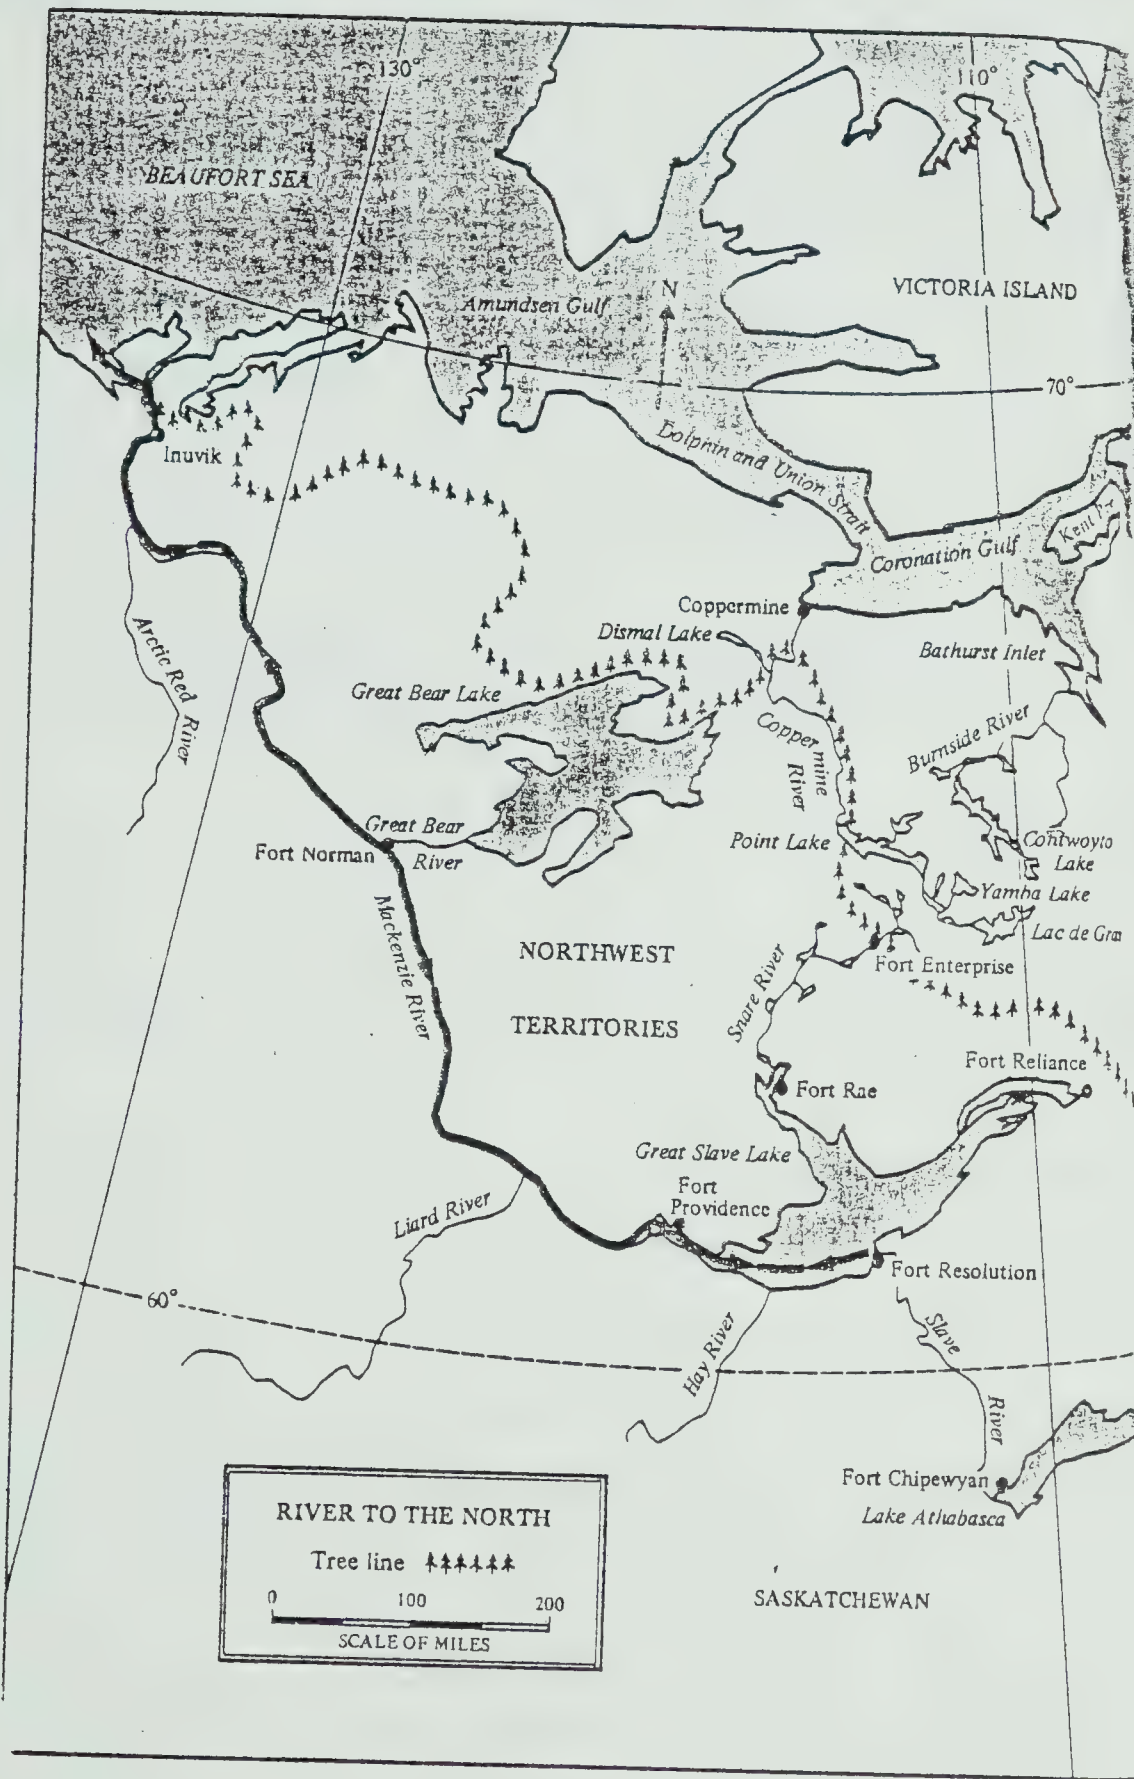 130°
110°
BEAUFORT SEA
Amundsen Gulf
N
VICTORIA ISLAND
70°
Dolphin and Union Strait
Inuvik
Coronation Gulf
Coppermine
Dismal Lake
Bathurst Inlet
Arctic Red River
Great Bear Lake
Coppermine River
Burnside River
Great Bear
River
Fort Norman
Point Lake
Contwoyto
Lake
Yamba Lake
Mackenzie River
Lac de Gras
NORTHWEST
TERRITORIES
Fort Enterprise
Snare River
Fort Reliance
Fort Rae
Great Slave Lake
Fort
Providence
Liard River
Fort Resolution
60°
Hay River
Slave
River
Fort Chipewyan
Lake Athabasca
RIVER TO THE NORTH
Tree line
0 100 200
SCALE OF MILES
SASKATCHEWAN